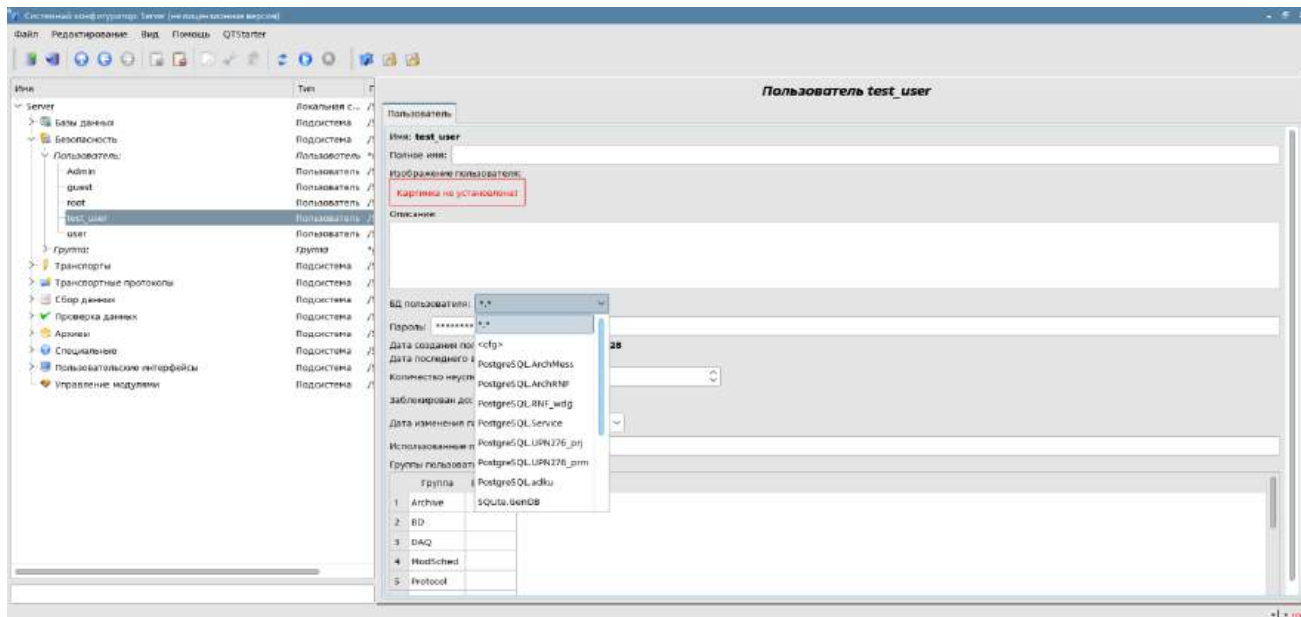 Системный конфигуратор: Server (не лицензионная версия)
Файл Редактирование Вид Помощь QTStarter
Имя Тип
Server Локальная с...
Базы данных Подсистема
Безопасность Подсистема
Пользователь: Пользователь
Admin Пользователь
guest Пользователь
root Пользователь
test_user Пользователь
user Пользователь
Группа: Группа
Транспорты Подсистема
Транспортные протоколы Подсистема
Сбор данных Подсистема
Проверка данных Подсистема
Архивы Подсистема
Специальные Подсистема
Пользовательские интерфейсы Подсистема
Управление модулями Подсистема
Пользователь test_user
Пользователь
Имя: test_user
Полное имя:
Изображение пользователя:
Картинка не установлена!
Описание:
БД пользователя: *.*
Пароль: ********
*.*
<cfg>
PostgreSQL.ArchMess
PostgreSQL.ArchRNF
PostgreSQL.RNF_wdg
PostgreSQL.Service
PostgreSQL.UPN276_prj
PostgreSQL.UPN276_prm
PostgreSQL.adku
SQLite.GenDB
Дата создания 28
Дата последнего
Количество
Заблокирован до:
Дата изменения
Использованные
Группы
Группа
1 Archive
2 BD
3 DAQ
4 ModSched
5 Protocol